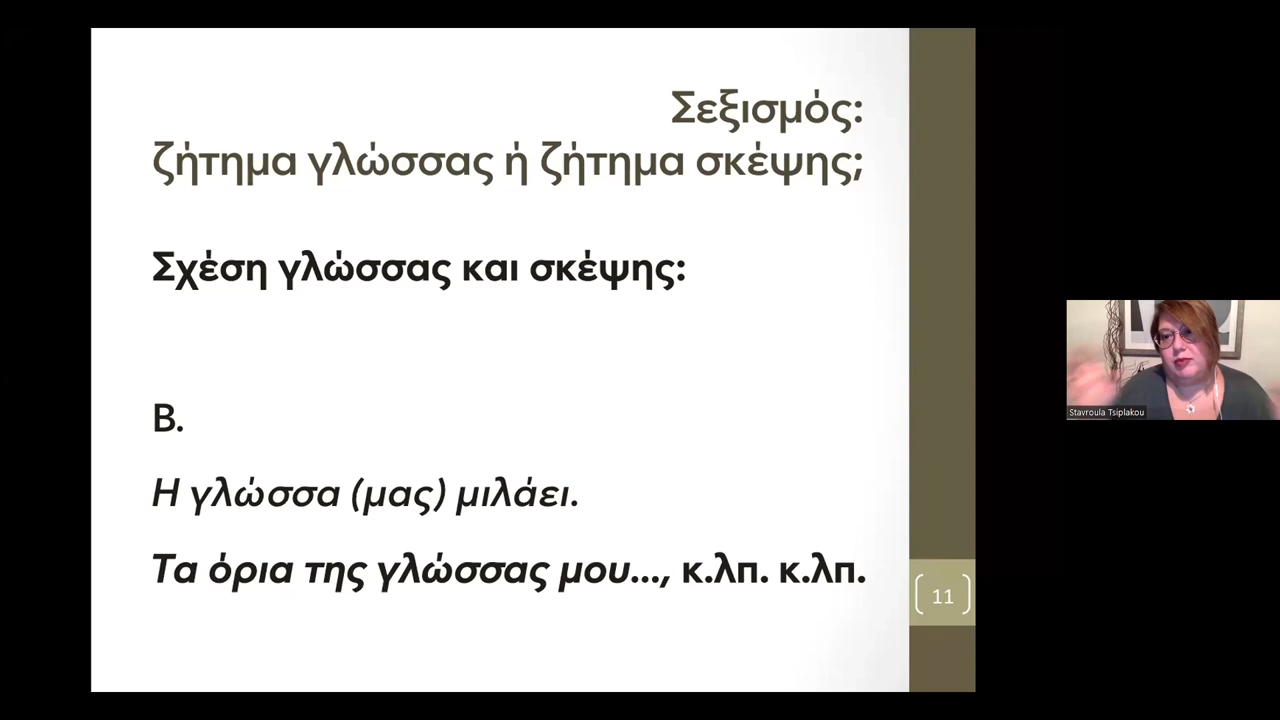 Σεξισμός:
ζήτημα γλώσσας ή ζήτημα σκέψης;
Σχέση γλώσσας και σκέψης:
Β.
Η γλώσσα (μας) μιλάει.
Τα όρια της γλώσσας μου..., κ.λπ. κ.λπ.
11
Stavroula Tsiplakou